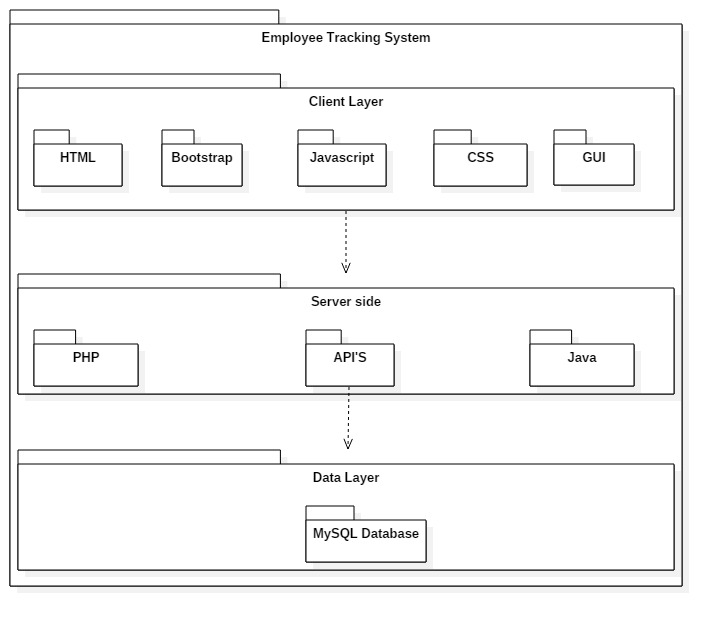 Employee Tracking System
Client Layer
HTML
Bootstrap
Javascript
CSS
GUI
Server side
PHP
API'S
Java
Data Layer
MySQL Database